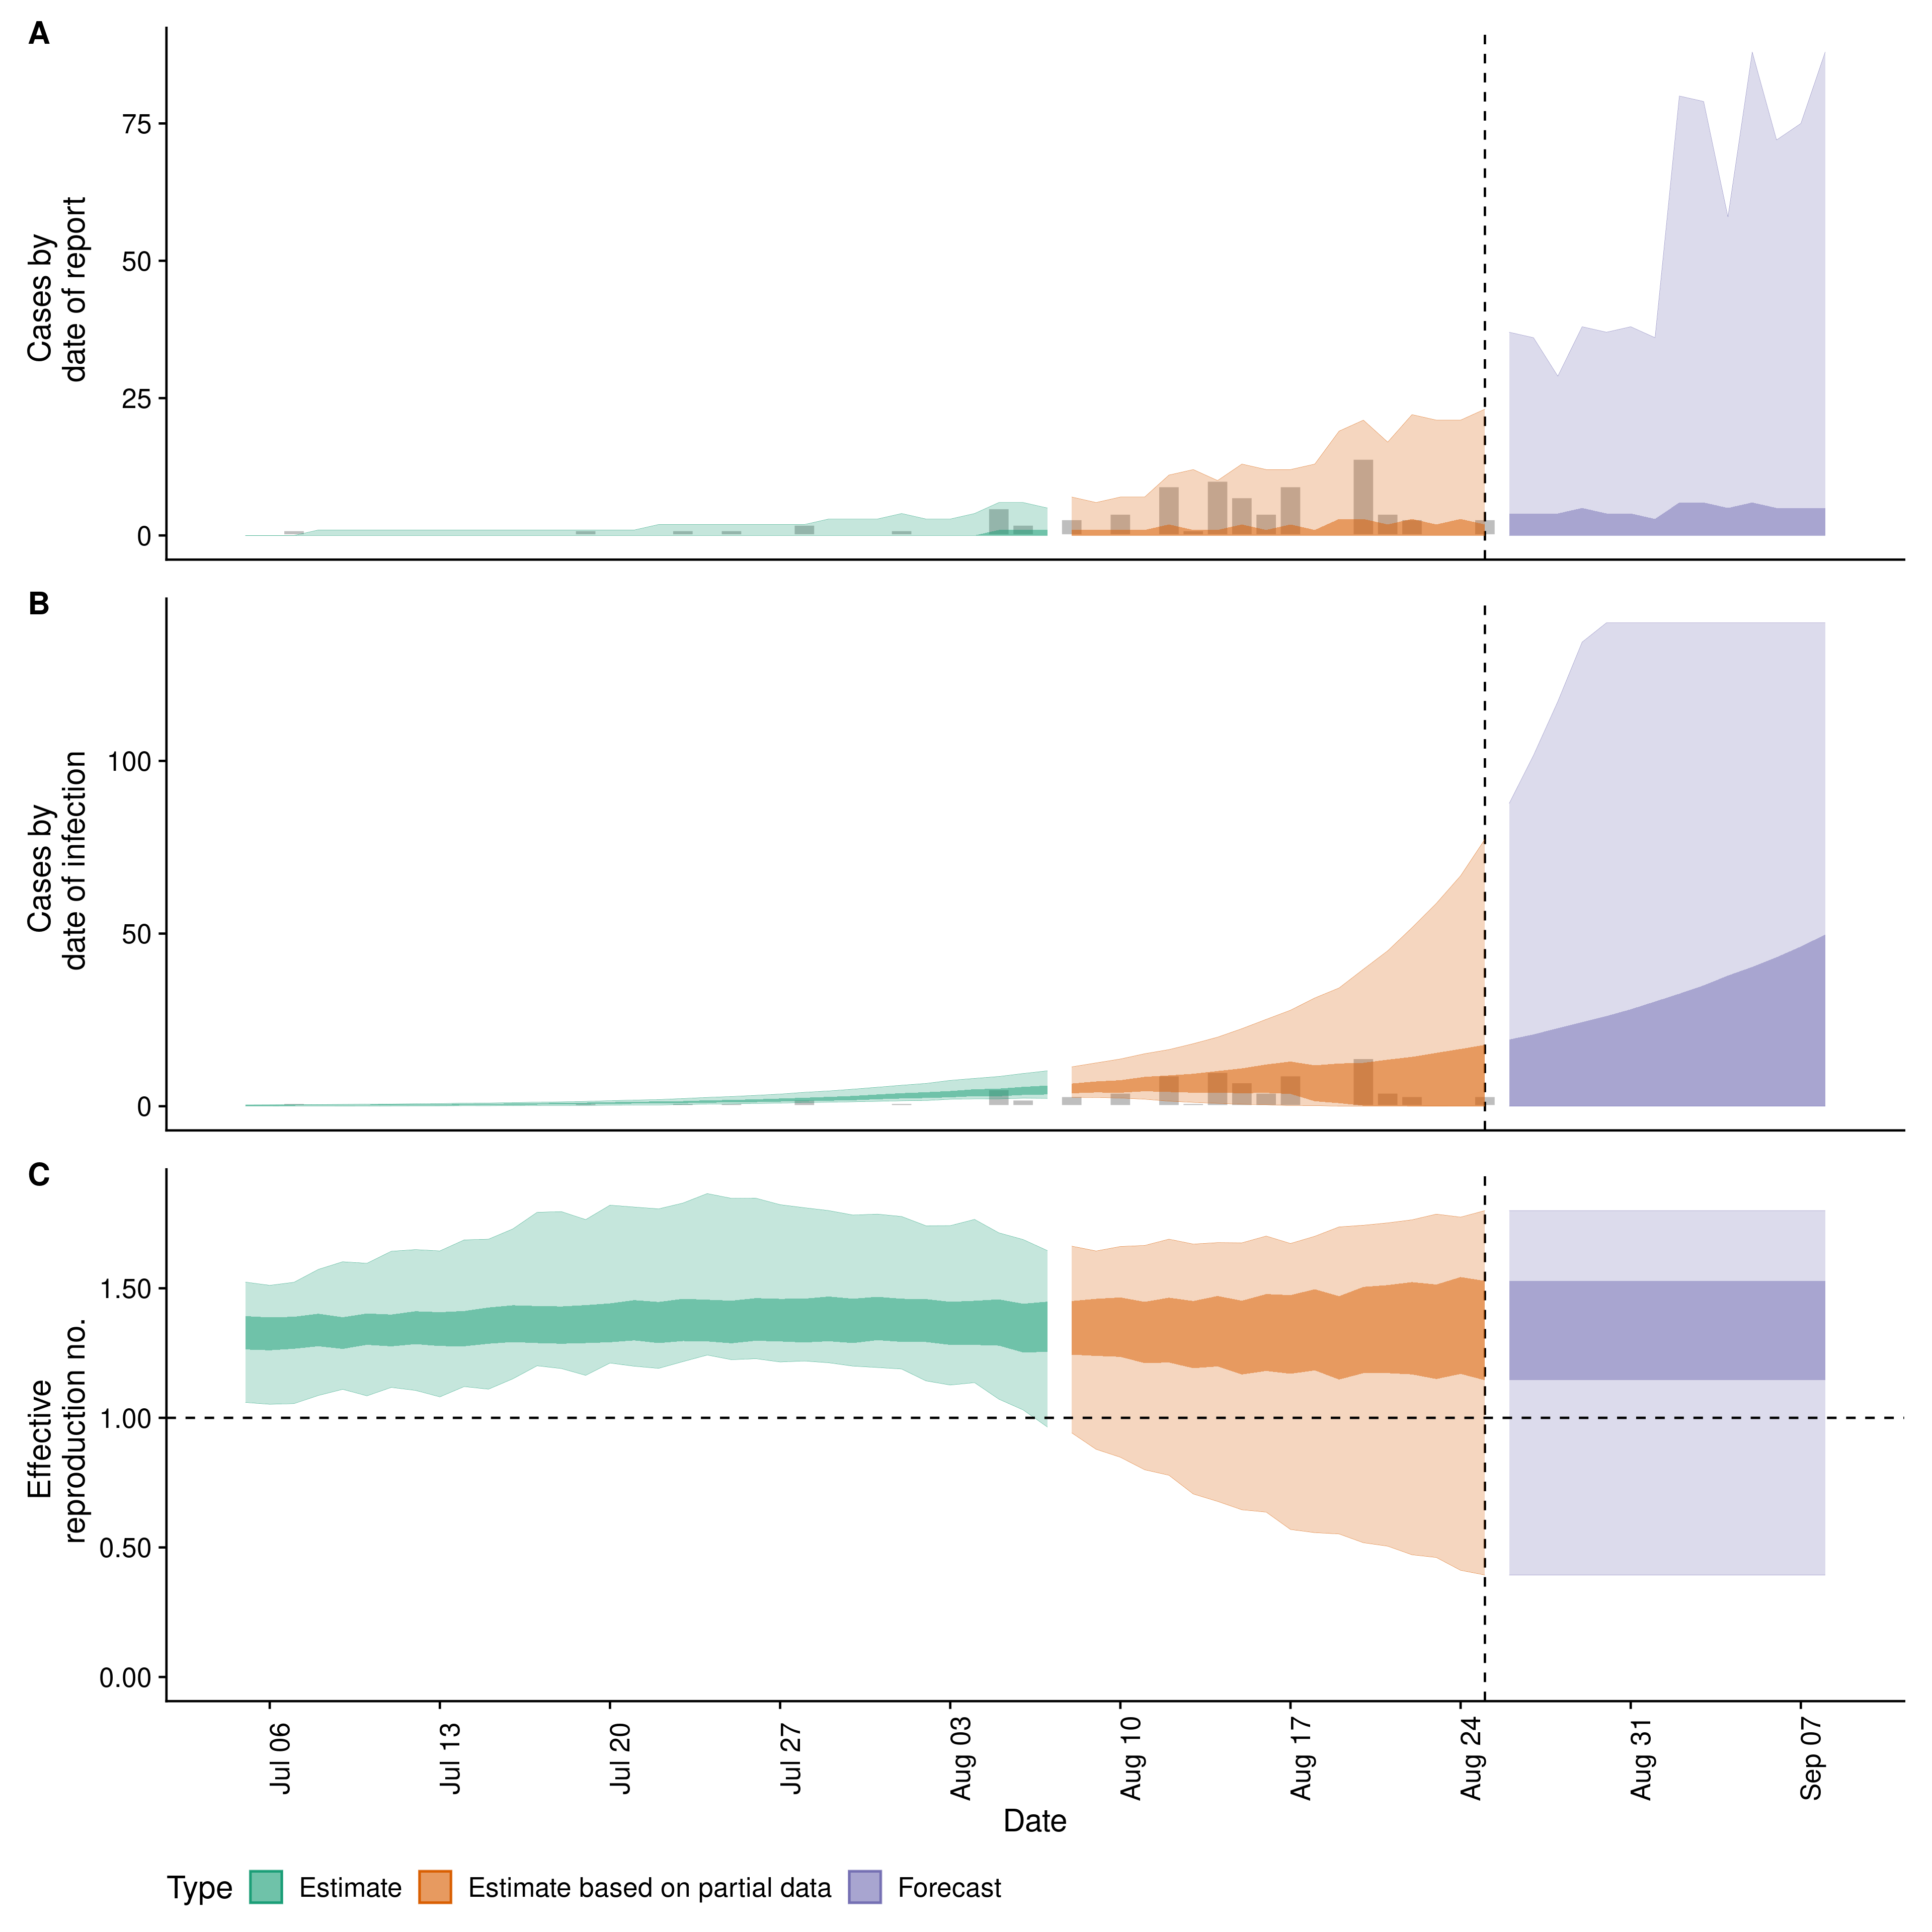 A
Cases by
date of report
75
50
25
0
B
Cases by
date of infection
100
50
0
C
Effective
reproduction no.
1.50
1.00
0.50
0.00
Jul 06
Jul 13
Jul 20
Jul 27
Aug 03
Aug 10
Aug 17
Aug 24
Aug 31
Sep 07
Date
Type Estimate Estimate based on partial data Forecast